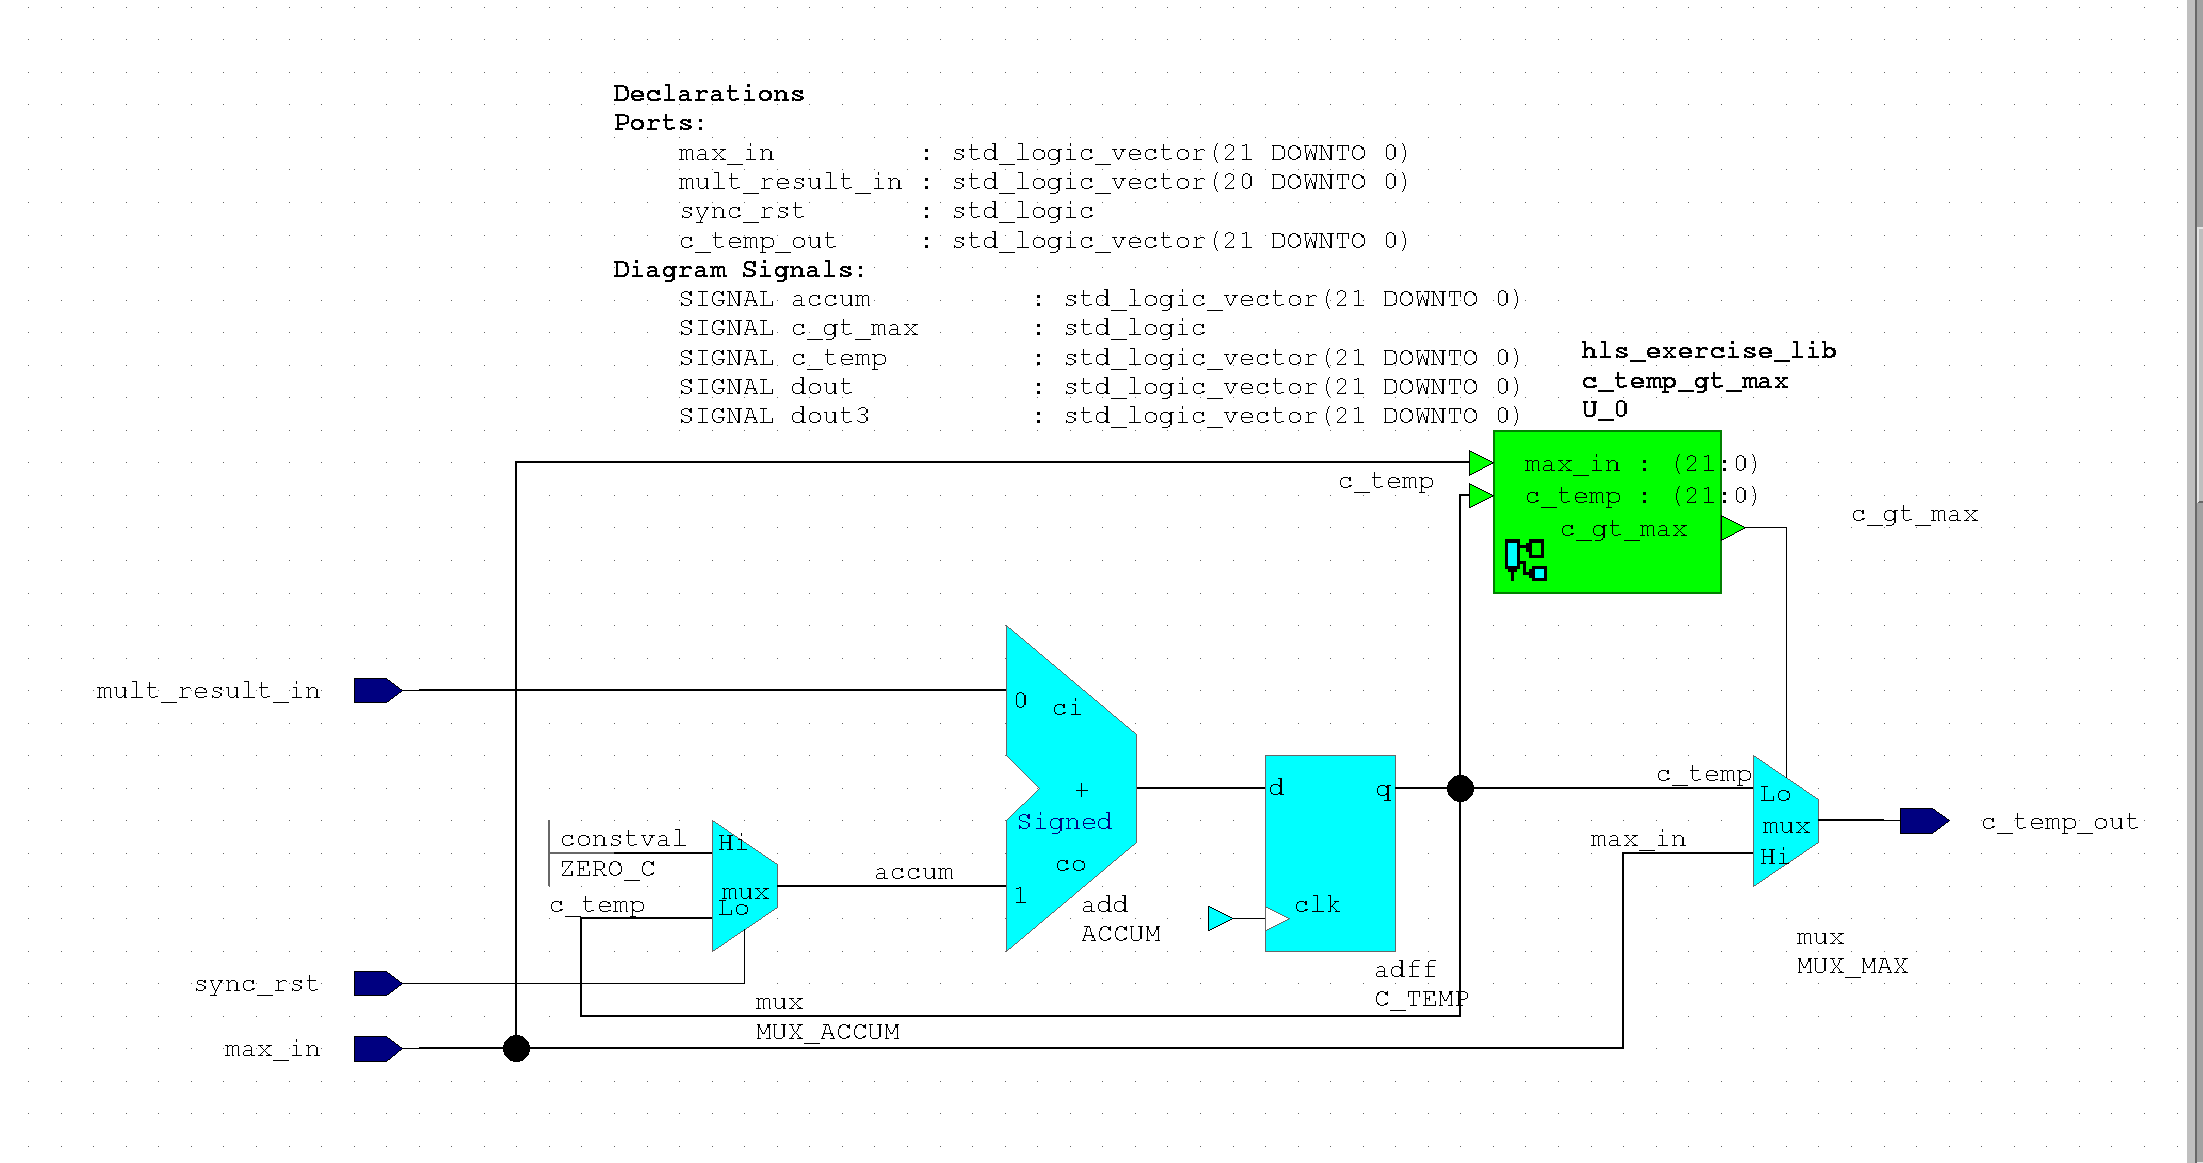 Declarations
Ports:
max_in : std_logic_vector(21 DOWNTO 0)
mult_result_in : std_logic_vector(20 DOWNTO 0)
sync_rst : std_logic
c_temp_out : std_logic_vector(21 DOWNTO 0)
Diagram Signals:
SIGNAL accum : std_logic_vector(21 DOWNTO 0)
SIGNAL c_gt_max : std_logic
SIGNAL c_temp : std_logic_vector(21 DOWNTO 0)
SIGNAL dout : std_logic_vector(21 DOWNTO 0)
SIGNAL dout3 : std_logic_vector(21 DOWNTO 0)
hls_exercise_lib
c_temp_gt_max
U_0
max_in : (21:0)
c_temp
c_temp : (21:0)
c_gt_max
c_gt_max
mult_result_in
0 ci
+
Signed
co
1
add
ACCUM
d q
clk
adff
C_TEMP
c_temp
Lo
mux
Hi
max_in
c_temp_out
mux
MUX_MAX
constval
ZERO_C
c_temp
Hi
mux
Lo
accum
sync_rst
mux
MUX_ACCUM
max_in